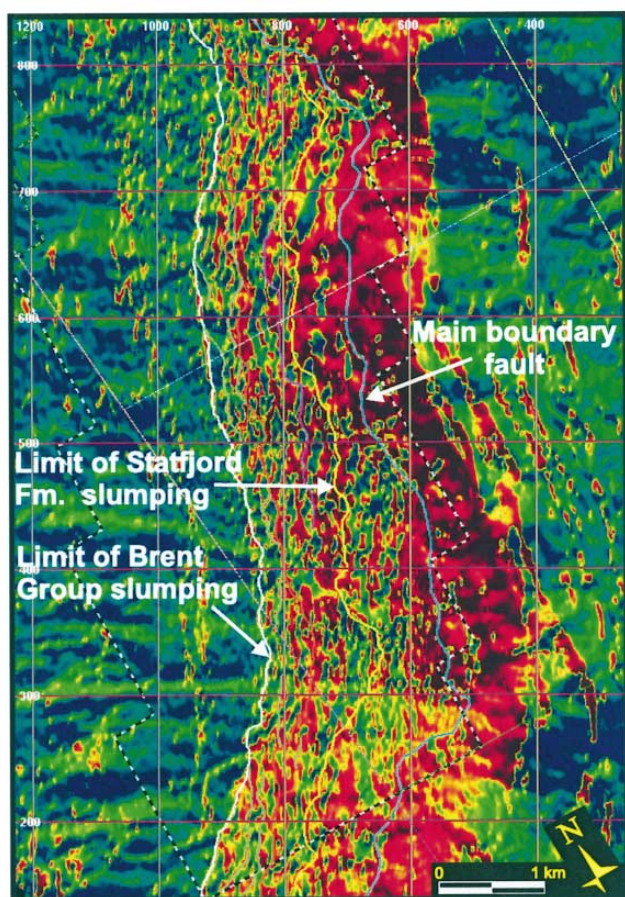 1200 1000 800 600 400
800
700
600
Main boundary
fault
500
Limit of Statfjord
Fm. slumping
400
Limit of Brent
Group slumping
300
200
N
0 1 km